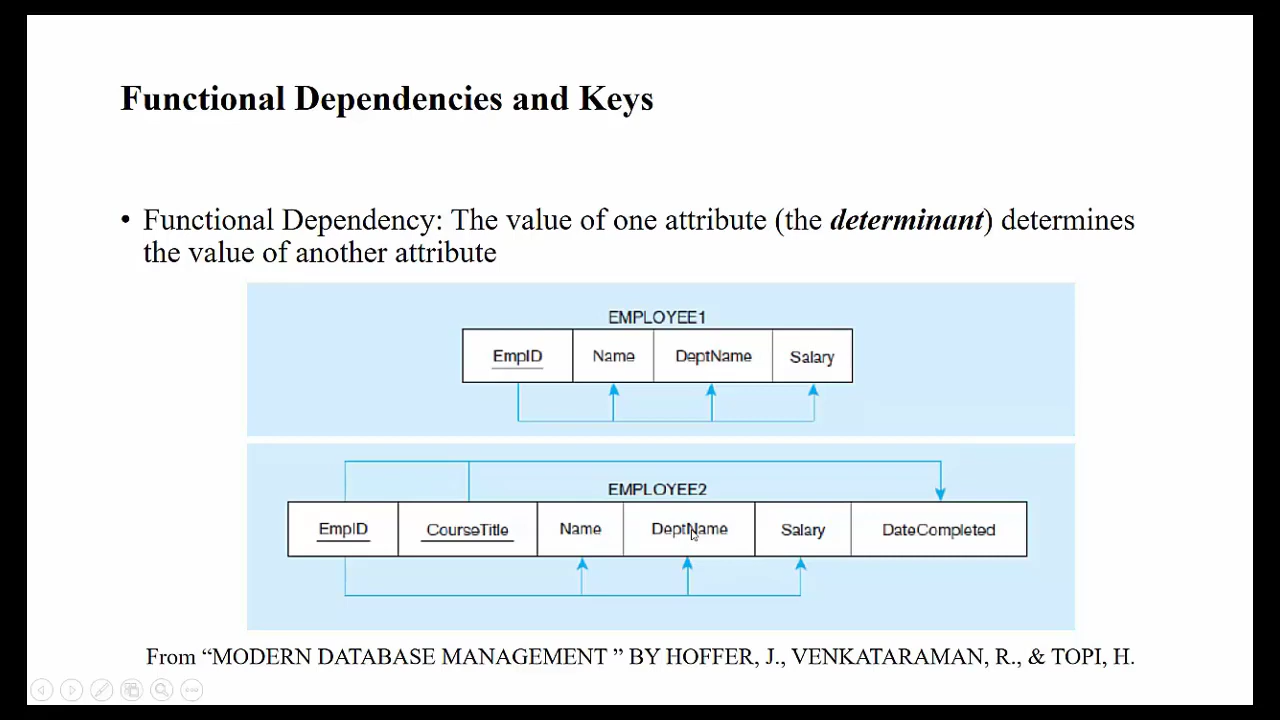 Functional Dependencies and Keys
• Functional Dependency: The value of one attribute (the determinant) determines
the value of another attribute
EMPLOYEE1
EmpID Name DeptName Salary
EMPLOYEE2
EmpID CourseTitle Name DeptName Salary DateCompleted
From “MODERN DATABASE MANAGEMENT ” BY HOFFER, J., VENKATARAMAN, R., & TOPI, H.